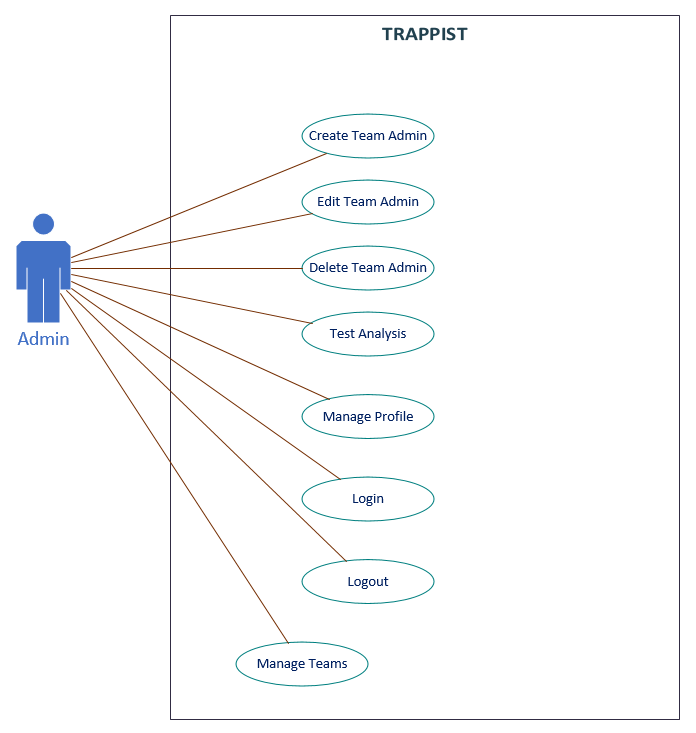 TRAPPIST
Create Team Admin
Edit Team Admin
Delete Team Admin
Test Analysis
Admin
Manage Profile
Login
Logout
Manage Teams